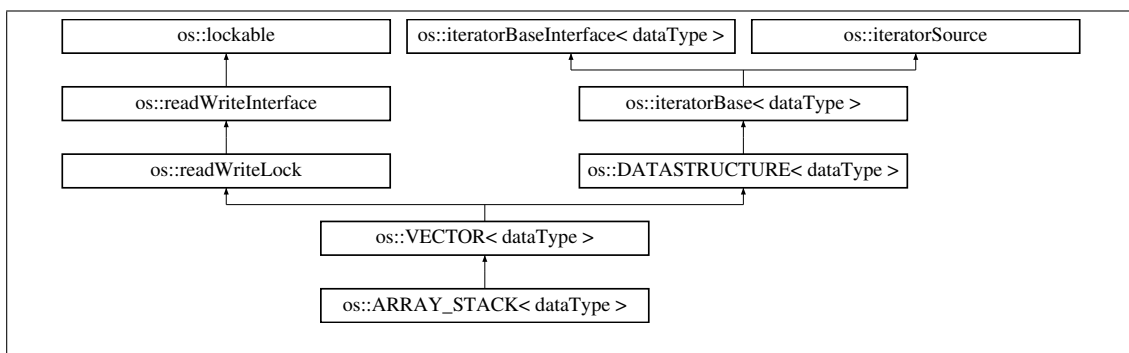 os::lockable
os::iteratorBaseInterface< dataType >
os::iteratorSource
os::readWriteInterface
os::iteratorBase< dataType >
os::readWriteLock
os::DATASTRUCTURE< dataType >
os::VECTOR< dataType >
os::ARRAY_STACK< dataType >